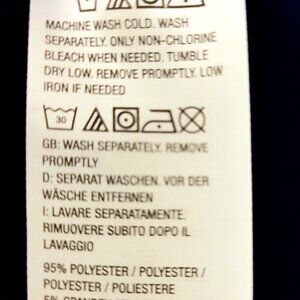 MACHINE WASH COLD. WASH
SEPARATELY. ONLY NON-CHLORINE
BLEACH WHEN NEEDED. TUMBLE
DRY LOW. REMOVE PROMPTLY. LOW
IRON IF NEEDED
30
GB: WASH SEPARATELY. REMOVE
PROMPTLY
D: SEPARAT WASCHEN. VOR DER
WÄSCHE ENTFERNEN
I: LAVARE SEPARATAMENTE.
RIMUOVERE SUBITO DOPO IL
LAVAGGIO
95% POLYESTER / POLYESTER /
POLYESTER / POLIESTERE